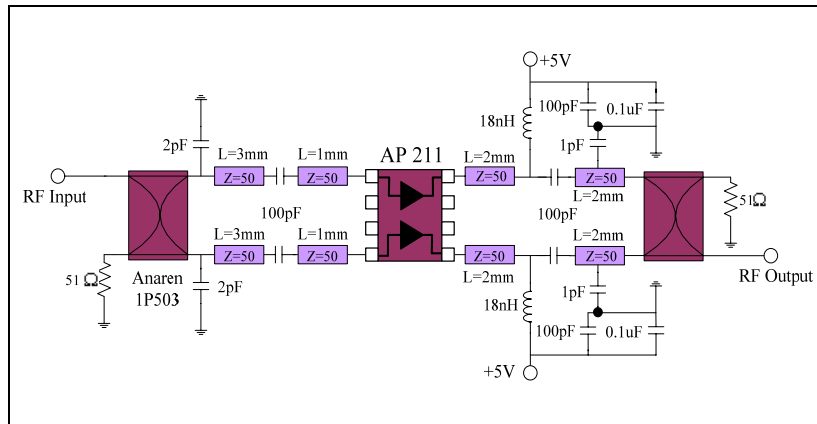 +5V
100pF
0.1uF
18nH
1pF
2pF
L=3mm
L=1mm
AP 211
L=2mm
Z=50
Z=50
Z=50
Z=50
L=2mm
RF Input
100pF
100pF
51Ω
L=3mm
L=1mm
L=2mm
Z=50
Z=50
Z=50
Z=50
L=2mm
51Ω
Anaren
1P503
2pF
18nH
1pF
RF Output
100pF
0.1uF
+5V